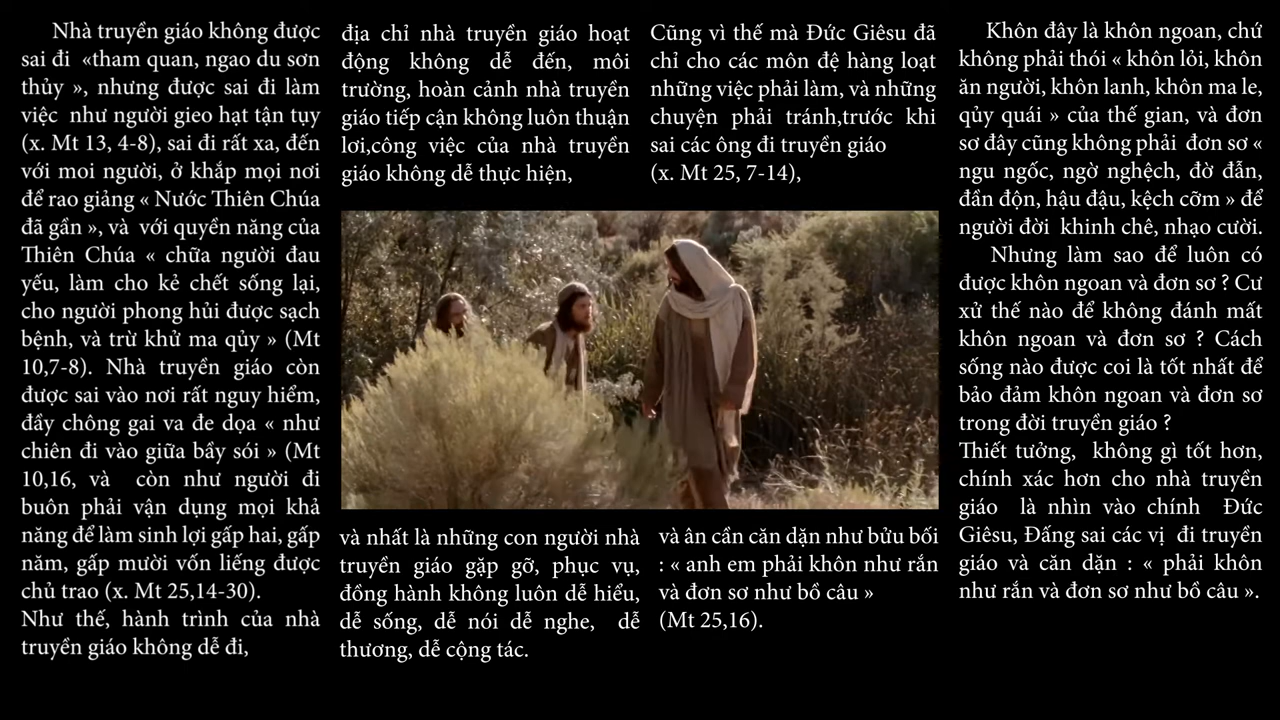 Nhà truyền giáo không được
sai đi «tham quan, ngao du sơn
thủy », nhưng được sai đi làm
việc như người gieo hạt tận tụy
(x. Mt 13, 4-8), sai đi rất xa, đến
với moi người, ở khắp mọi nơi
để rao giảng « Nước Thiên Chúa
đã gần », và với quyền năng của
Thiên Chúa « chữa người đau
yếu, làm cho kẻ chết sống lại,
cho người phong hủi được sạch
bệnh, và trừ khử ma qủy » (Mt
10,7-8). Nhà truyền giáo còn
được sai vào nơi rất nguy hiểm,
đầy chông gai va đe dọa « như
chiên đi vào giữa bầy sói » (Mt
10,16, và còn như người đi
buôn phải vận dụng mọi khả
năng để làm sinh lợi gấp hai, gấp
năm, gấp mười vốn liếng được
chủ trao (x. Mt 25,14-30).
Như thế, hành trình của nhà
truyền giáo không dễ đi,
địa chỉ nhà truyền giáo hoạt
động không dễ đến, môi
trường, hoàn cảnh nhà truyền
giáo tiếp cận không luôn thuận
lơi,công việc của nhà truyền
giáo không dễ thực hiện,
và nhất là những con người nhà
truyền giáo gặp gỡ, phục vụ,
đồng hành không luôn dễ hiểu,
dễ sống, dễ nói dễ nghe, dễ
thương, dễ cộng tác.
Cũng vì thế mà Đức Giêsu đã
chỉ cho các môn đệ hàng loạt
những việc phải làm, và những
chuyện phải tránh,trước khi
sai các ông đi truyền giáo
(x. Mt 25, 7-14),
và ân cần căn dặn như bửu bối
: « anh em phải khôn như rắn
và đơn sơ như bồ câu »
(Mt 25,16).
Khôn đây là khôn ngoan, chứ
không phải thói « khôn lỏi, khôn
ăn người, khôn lanh, khôn ma le,
qủy quái » của thế gian, và đơn
sơ đây cũng không phải đơn sơ «
ngu ngốc, ngờ nghệch, đờ đẫn,
đần độn, hậu đậu, kệch cỡm » để
người đời khinh chê, nhạo cười.
Nhưng làm sao để luôn có
được khôn ngoan và đơn sơ ? Cư
xử thế nào để không đánh mất
khôn ngoan và đơn sơ ? Cách
sống nào được coi là tốt nhất để
bảo đảm khôn ngoan và đơn sơ
trong đời truyền giáo ?
Thiết tưởng, không gì tốt hơn,
chính xác hơn cho nhà truyền
giáo là nhìn vào chính Đức
Giêsu, Đấng sai các vị đi truyền
giáo và căn dặn : « phải khôn
như rắn và đơn sơ như bồ câu ».